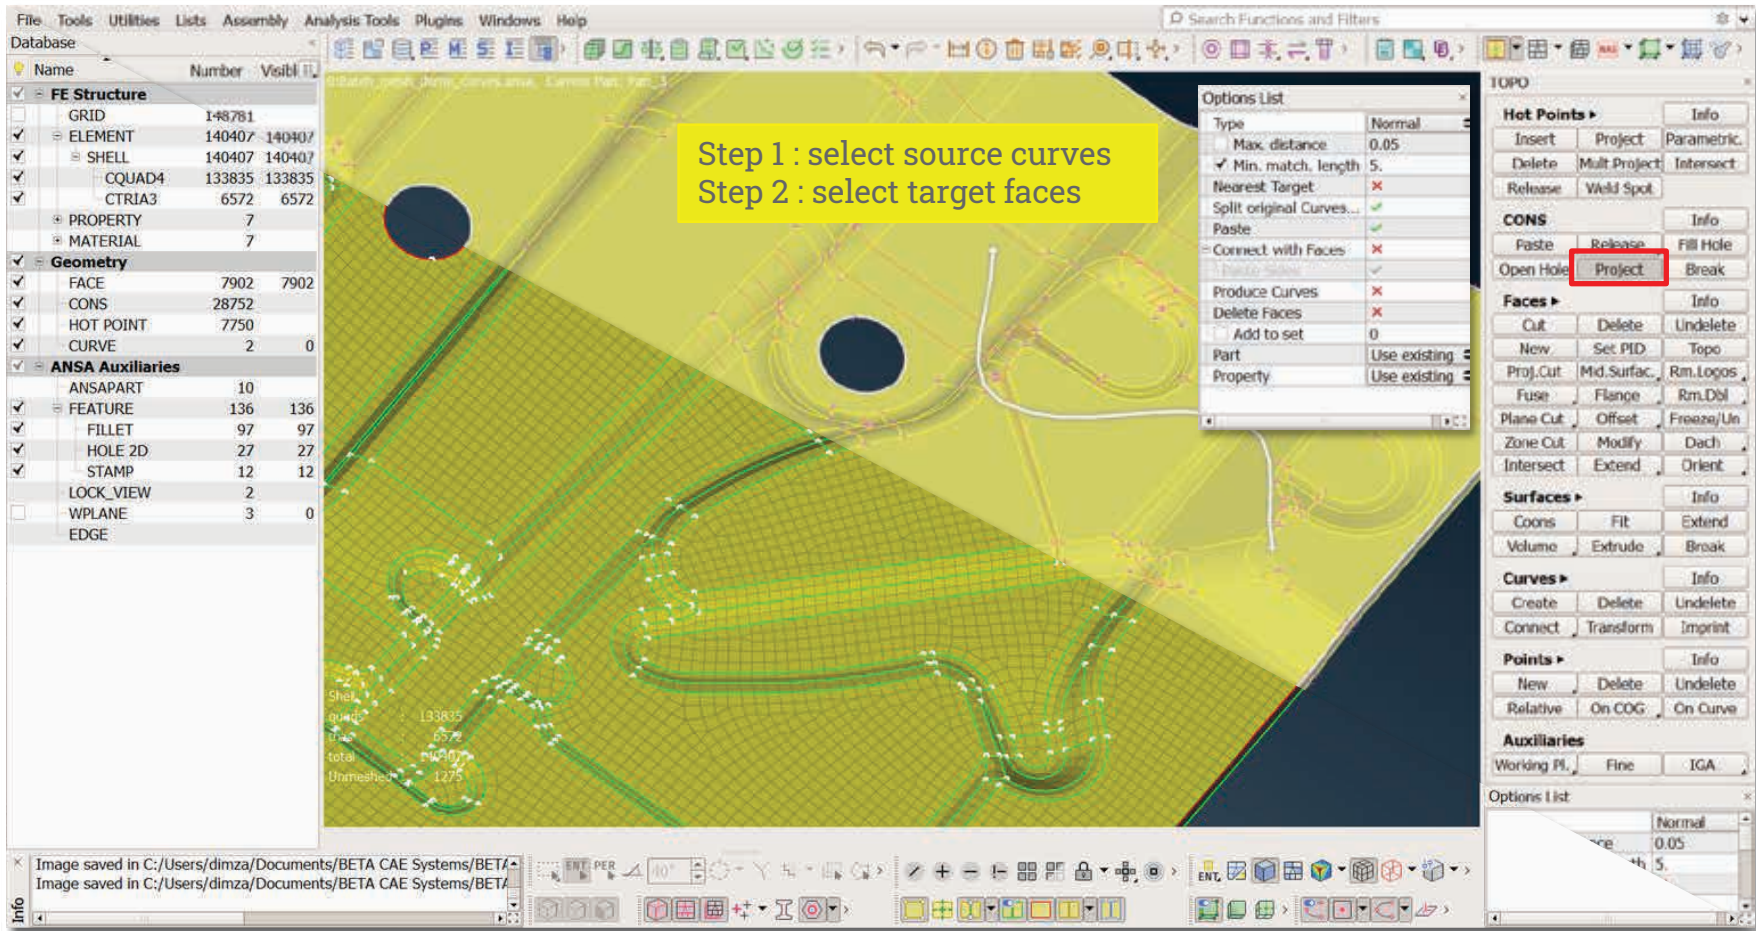 File Tools Utilities Lists Assembly Analysis Tools Plugins Windows Help
Search Functions and Filters
Database
Name Number Visibl
FE Structure
GRID 148781
ELEMENT 140407 140407
SHELL 140407 140407
CQUAD4 133835 133835
CTRIA3 6572 6572
PROPERTY 7
MATERIAL 7
Geometry
FACE 7902 7902
CONS 28752
HOT POINT 7750
CURVE 2 0
ANSA Auxiliaries
ANSAPART 10
FEATURE 136 136
FILLET 97 97
HOLE 2D 27 27
STAMP 12 12
LOCK_VIEW 2
WPLANE 3 0
EDGE
Step 1 : select source curves
Step 2 : select target faces
Shell
quads : 133835
6572
total 140407
Unmeshed 1275
Options List
Type Normal
Max. distance 0.05
Min. match. length 5.
Nearest Target
Split original Curves...
Paste
Connect with Faces
Produce Curves
Delete Faces
Add to set 0
Part Use existing
Property Use existing
TOPO
Hot Points Info
Insert Project Parametric.
Delete Mult Project Intersect
Release Weld Spot
CONS Info
Paste Release Fill Hole
Open Hole Project Break
Faces Info
Cut Delete Undelete
New Set PID Topo
Proj.Cut Mid.Surfac. Rm.Logos
Fuse Flange Rm.Dbl
Plane Cut Offset Freeze/Un
Zone Cut Modify Dach
Intersect Extend Orient
Surfaces Info
Coons Fit Extend
Volume Extrude Break
Curves Info
Create Delete Undelete
Connect Transform Imprint
Points Info
New Delete Undelete
Relative On COG On Curve
Auxiliaries
Working Pl. Fine IGA
Options List
Normal
0.05
5.
Image saved in C:/Users/dimza/Documents/BETA CAE Systems/BETA
Image saved in C:/Users/dimza/Documents/BETA CAE Systems/BETA
Info
ENT PER 40°
ENT.